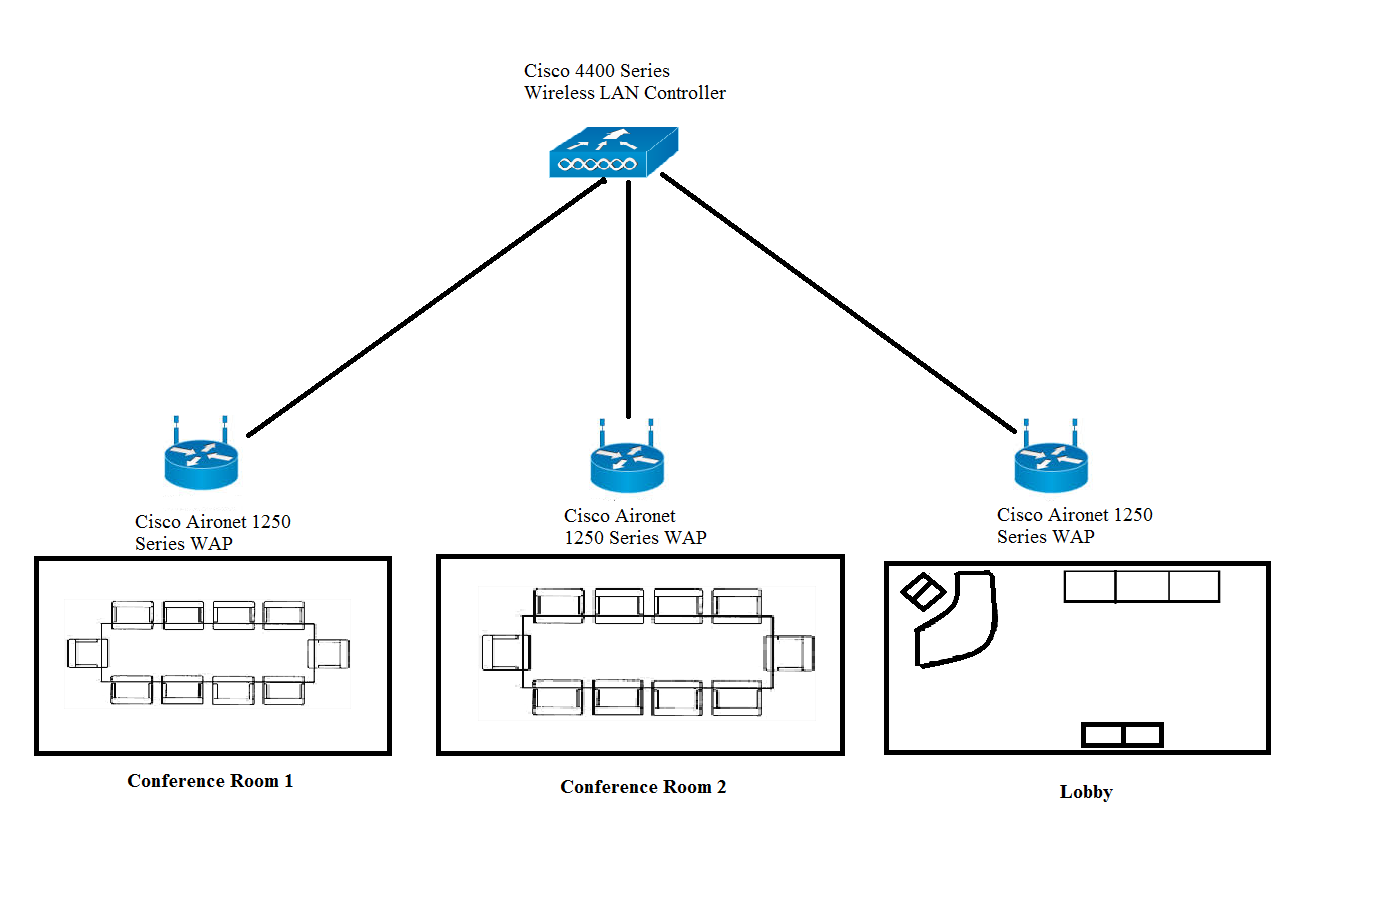 Cisco 4400 Series
Wireless LAN Controller
Cisco Aironet 1250
Series WAP
Cisco Aironet
1250 Series WAP
Cisco Aironet 1250
Series WAP
Conference Room 1
Conference Room 2
Lobby